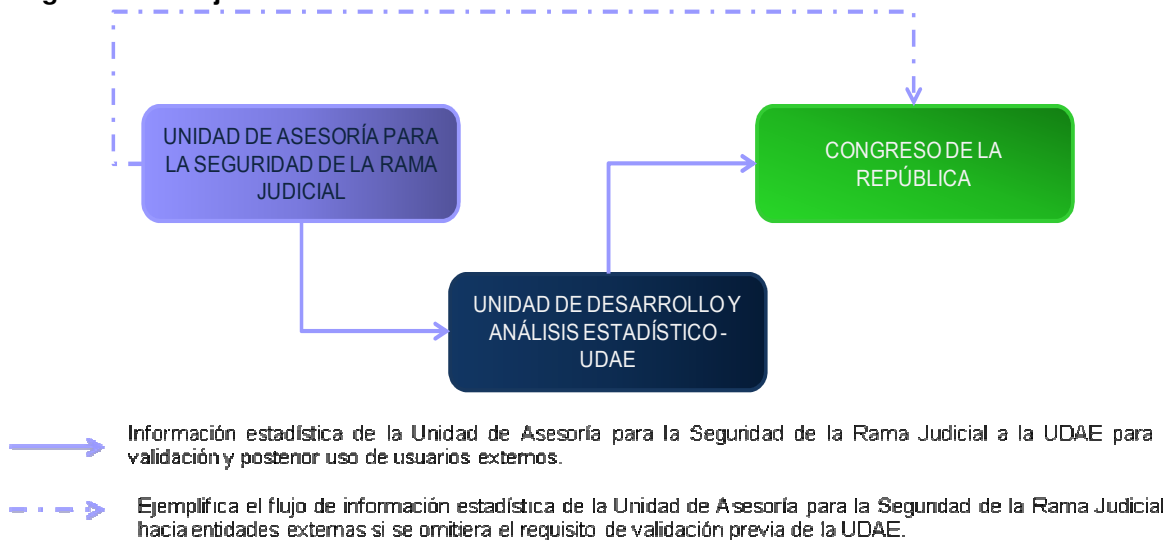 UNIDAD DE ASESORÍA PARA
LA SEGURIDAD DE LA RAMA
JUDICIAL
CONGRESO DE LA
REPÚBLICA
UNIDAD DE DESARROLLO Y
ANÁLISIS ESTADÍSTICO -
UDAE
Información estadística de la Unidad de Asesoría para la Seguridad de la Rama Judicial a la UDAE para
validación y posterior uso de usuarios externos.
Ejemplifica el flujo de información estadística de la Unidad de Asesoría para la Seguridad de la Rama Judicial
hacia entidades externas si se omitiera el requisito de validación previa de la UDAE.